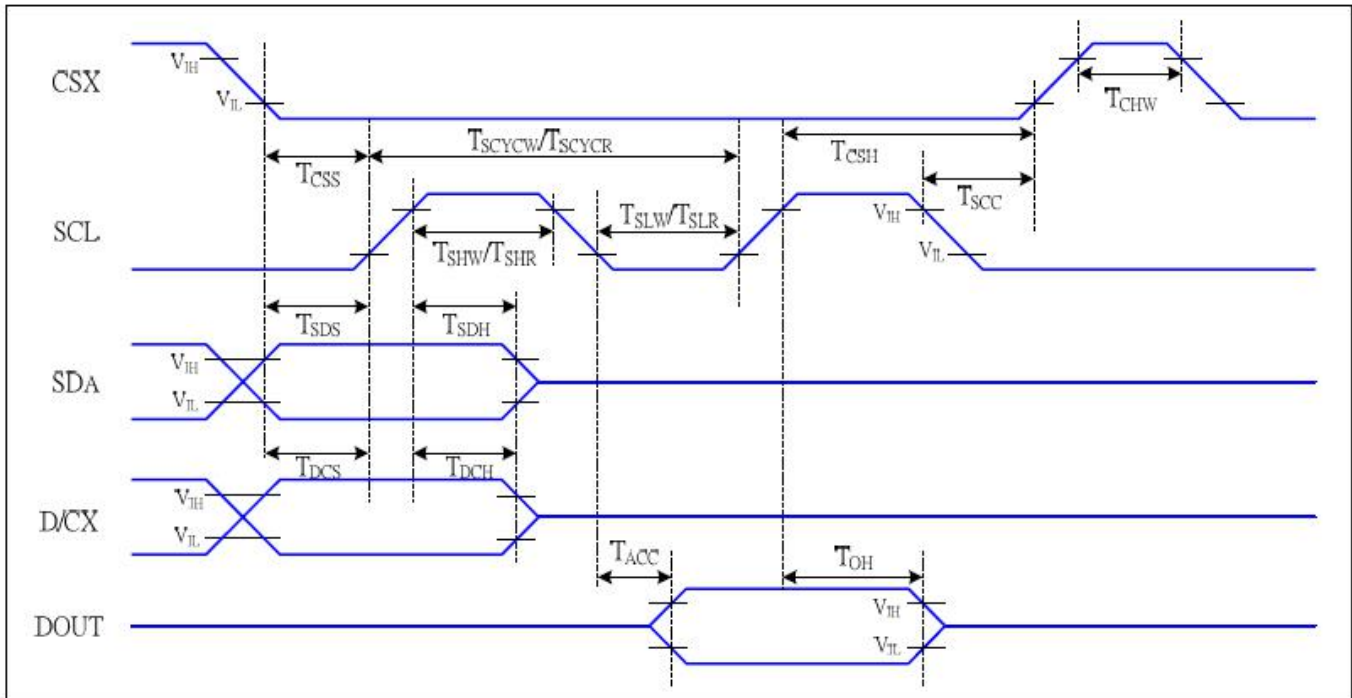 CSX
VIH
VIL
TCHW
TSCYCW/TSCYCR
TCSH
TCSS
TSCC
SCL
TSLW/TSLR
VIH
TSHW/TSHR
VIL
TSDS
TSDH
SDA
VIH
VIL
TDCS
TDCH
D/CX
VIH
VIL
TACC
TOH
DOUT
VIH
VIL